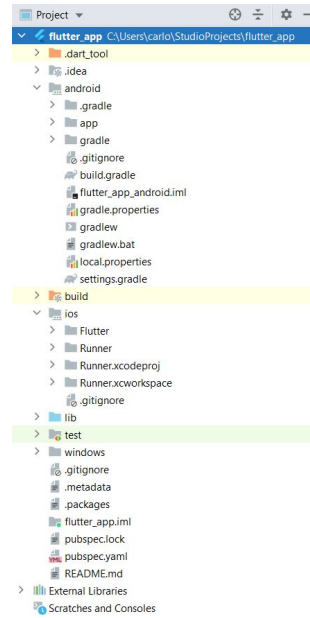 Project
flutter_app C:\Users\carlo\StudioProjects\flutter_app
.dart_tool
.idea
android
.gradle
app
gradle
.gitignore
build.gradle
flutter_app_android.iml
gradle.properties
gradlew
gradlew.bat
local.properties
settings.gradle
build
ios
Flutter
Runner
Runner.xcodeproj
Runner.xcworkspace
.gitignore
lib
test
windows
.gitignore
.metadata
.packages
flutter_app.iml
pubspec.lock
pubspec.yaml
README.md
External Libraries
Scratches and Consoles